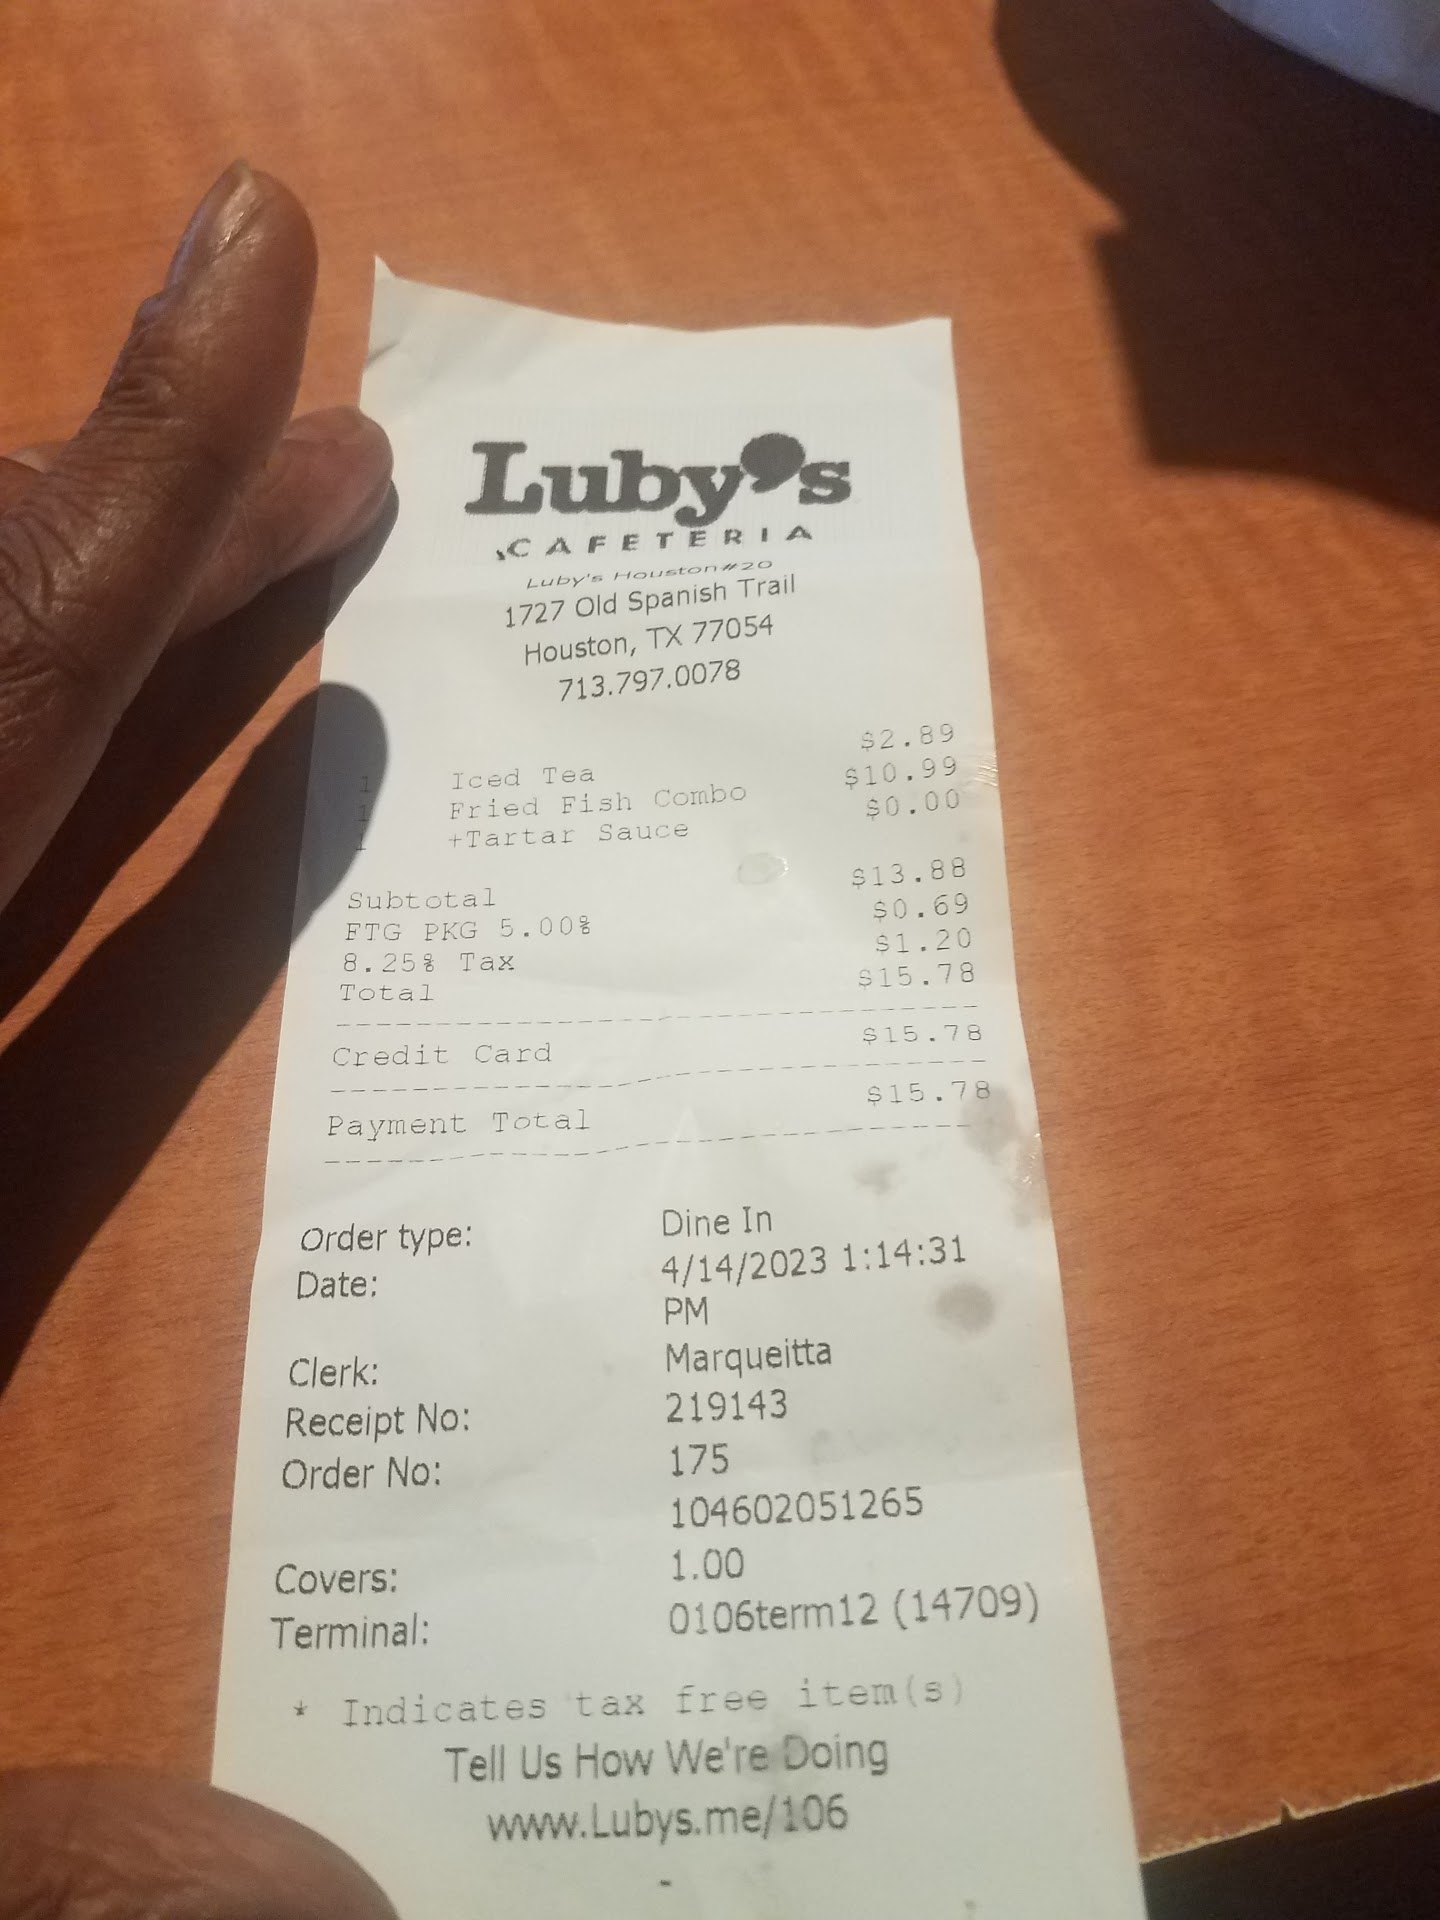 Luby's
CAFETERIA
Luby's Houston#20
1727 Old Spanish Trail
Houston, TX 77054
713.797.0078
1 Iced Tea $2.89
1 Fried Fish Combo $10.99
1 +Tartar Sauce $0.00
Subtotal $13.88
FTG PKG 5.00% $0.69
8.25% Tax $1.20
Total $15.78
Credit Card $15.78
Payment Total $15.78
Order type: Dine In
Date: 4/14/2023 1:14:31
PM
Clerk: Marqueitta
Receipt No: 219143
Order No: 175
104602051265
Covers: 1.00
Terminal: 0106term12 (14709)
* Indicates tax free item(s)
Tell Us How We're Doing
www.Lubys.me/106